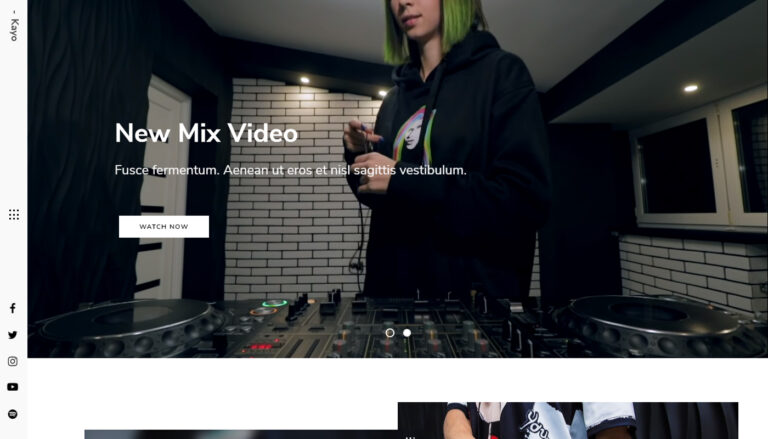 - Kayo
New Mix Video
Fusce fermentum. Aenean ut eros et nisl sagittis vestibulum.
WATCH NOW